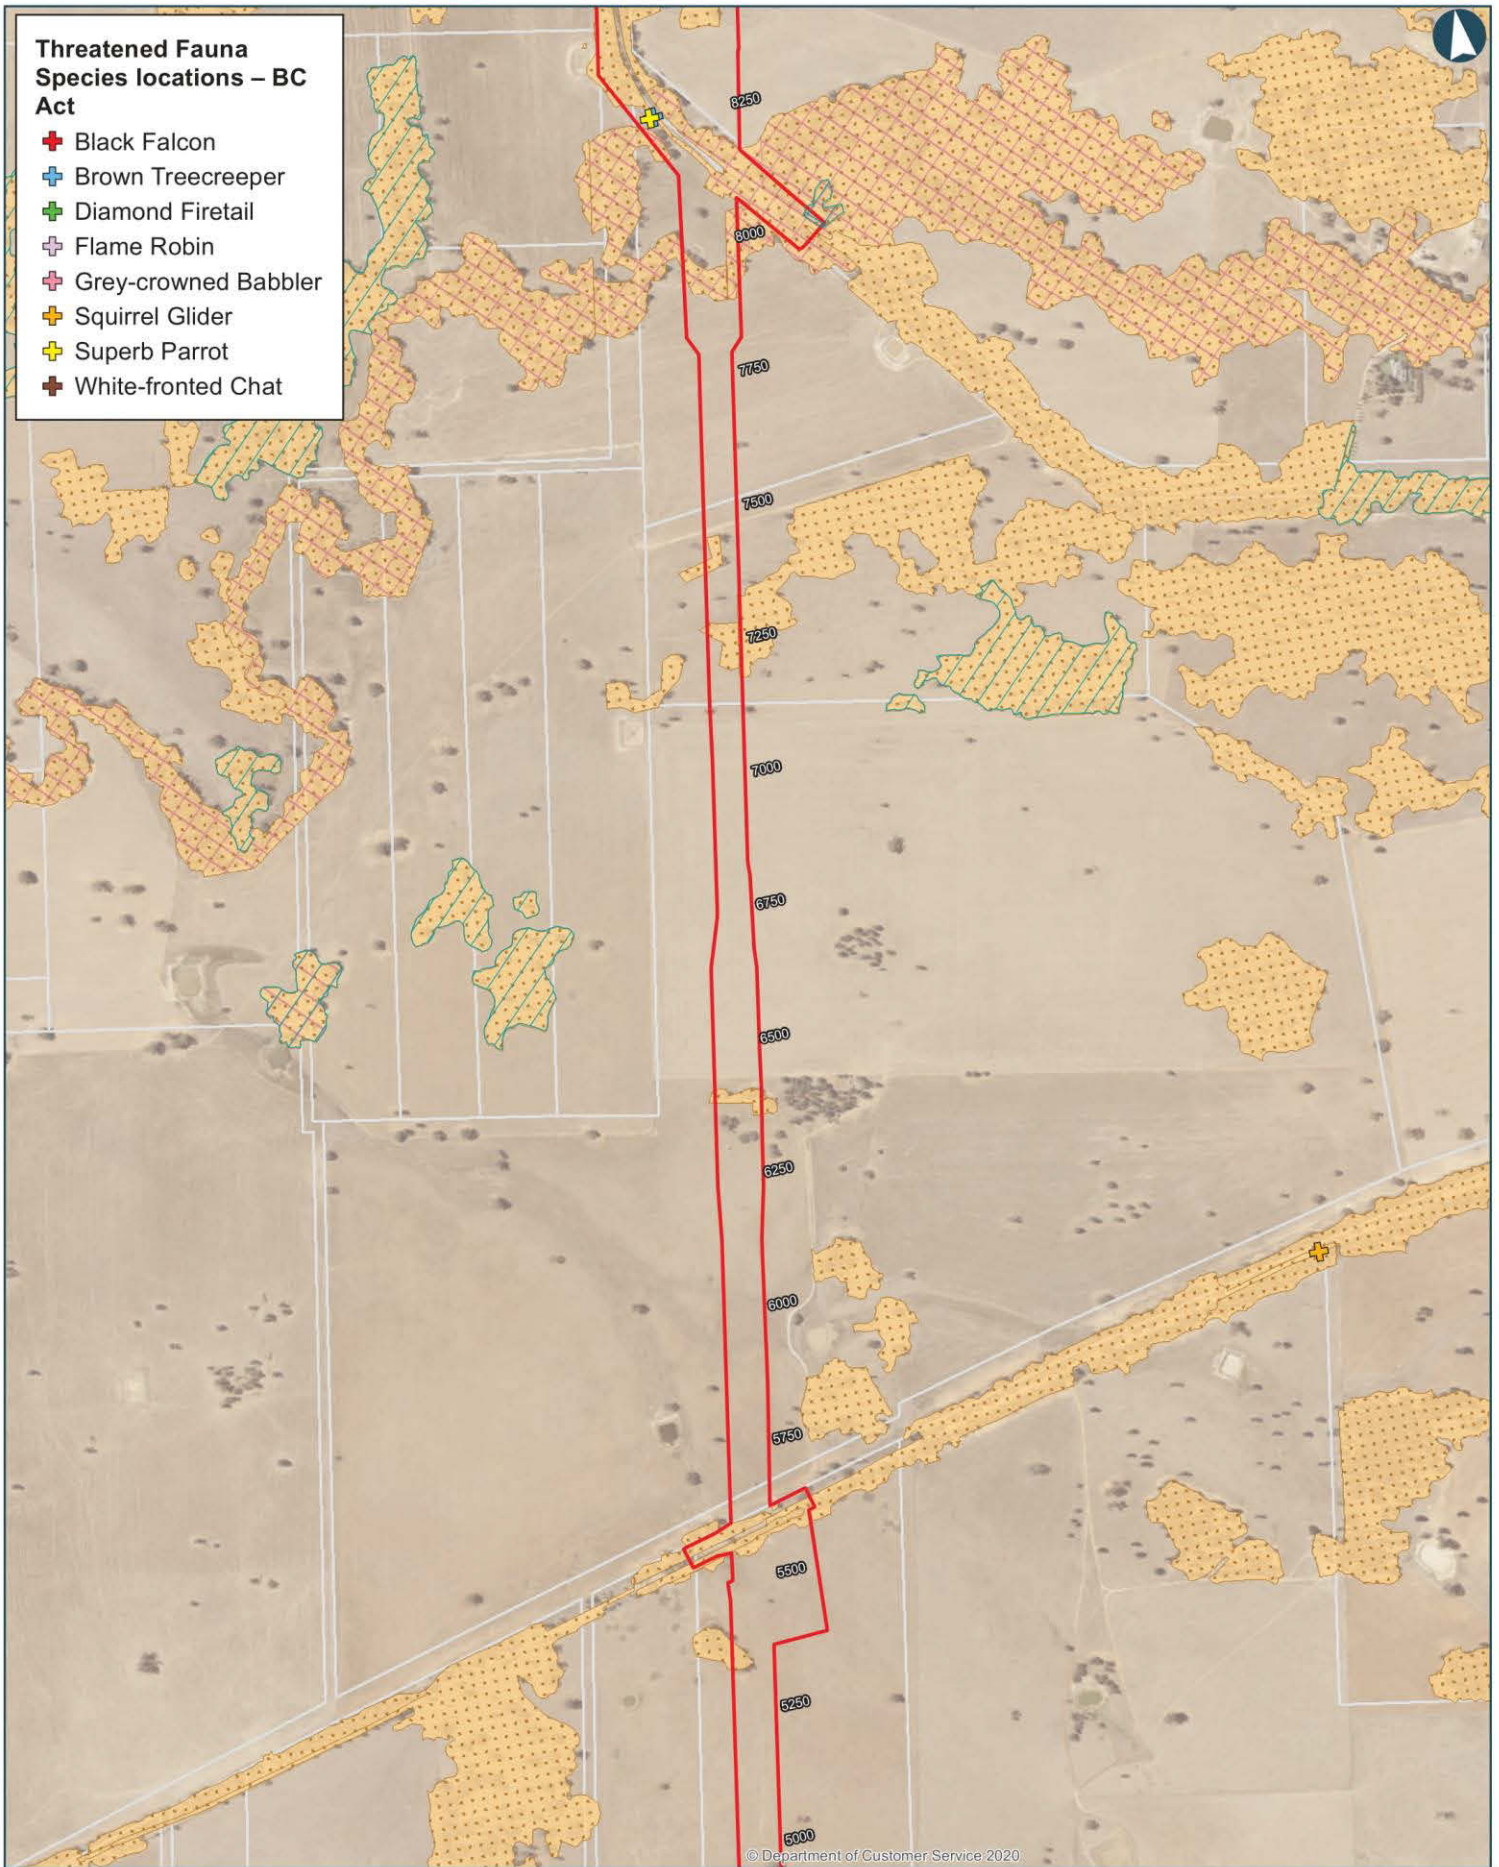 Threatened Fauna
Species locations – BC
Act
Black Falcon
Brown Treecreeper
Diamond Firetail
Flame Robin
Grey-crowned Babbler
Squirrel Glider
Superb Parrot
White-fronted Chat
8250
8000
7750
7500
7250
7000
6750
6500
6250
6000
5750
5500
5250
5000
© Department of Customer Service 2020